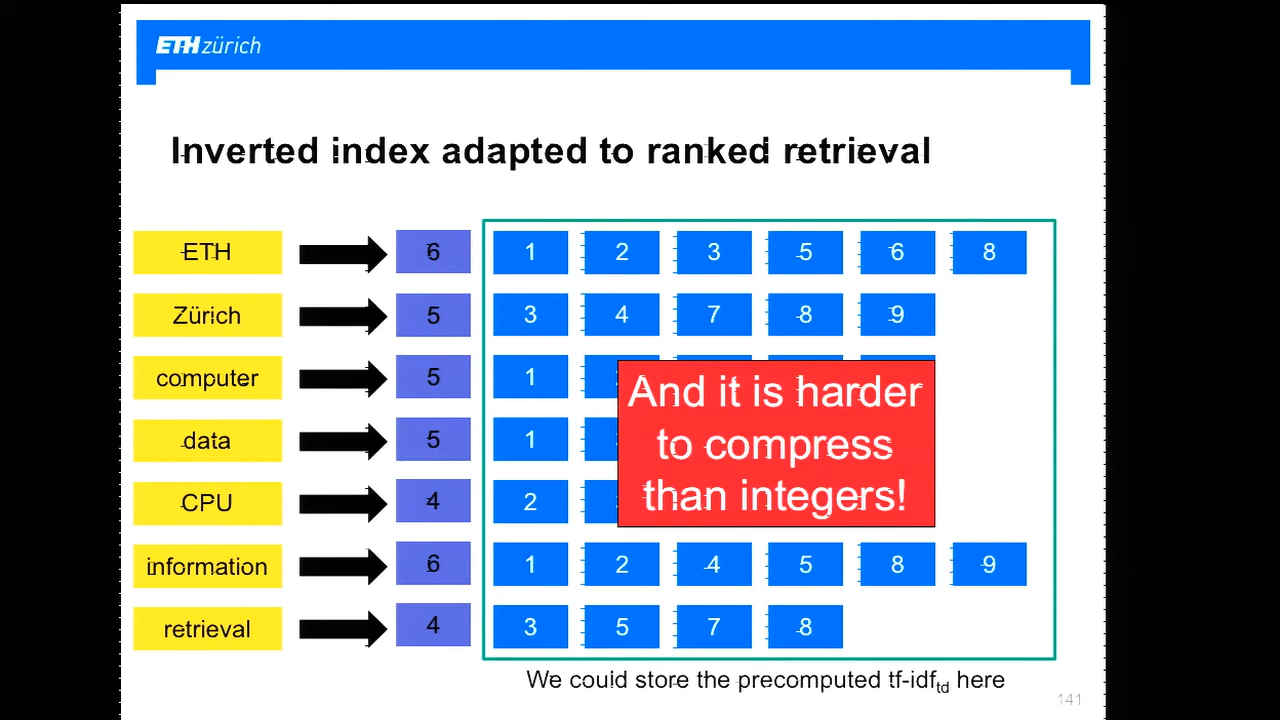 ETH zürich
Inverted index adapted to ranked retrieval
ETH 6 1 2 3 5 6 8
Zürich 5 3 4 7 8 9
computer 5 1
data 5 1
CPU 4 2
information 6 1 2 4 5 8 9
retrieval 4 3 5 7 8
And it is harder
to compress
than integers!
We could store the precomputed tf-idftd here
141